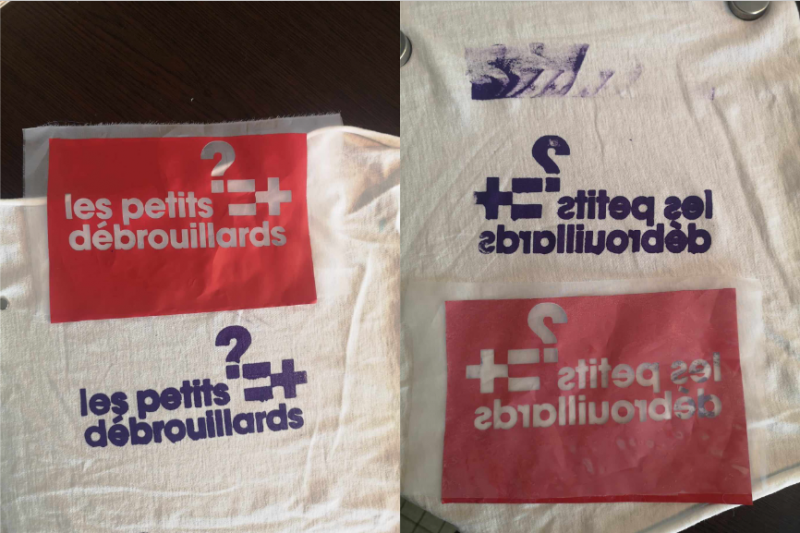 ?
les petits =+
débrouillards
?
les petits =+
débrouillards
?
les petits =+
débrouillards
?
les petits =+
débrouillards